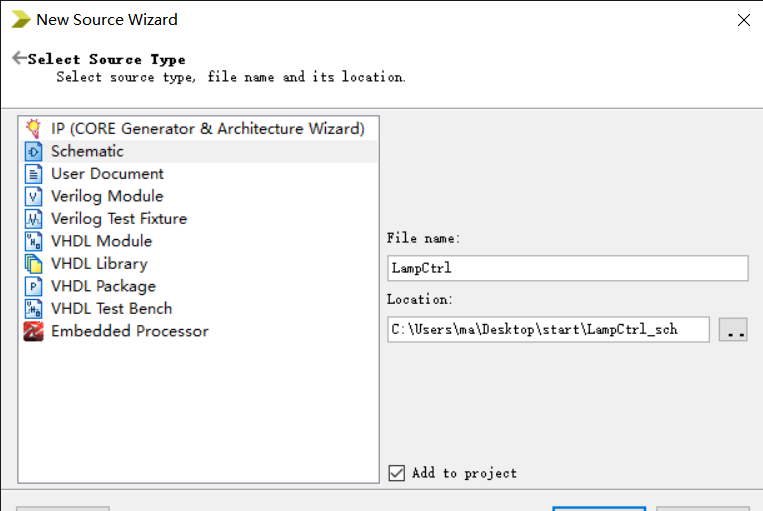 New Source Wizard
Select Source Type
Select source type, file name and its location.
IP (CORE Generator & Architecture Wizard)
Schematic
User Document
Verilog Module
Verilog Test Fixture
VHDL Module
VHDL Library
VHDL Package
VHDL Test Bench
Embedded Processor
File name:
LampCtrl
Location:
C:\Users\ma\Desktop\start\LampCtrl_sch
..
Add to project